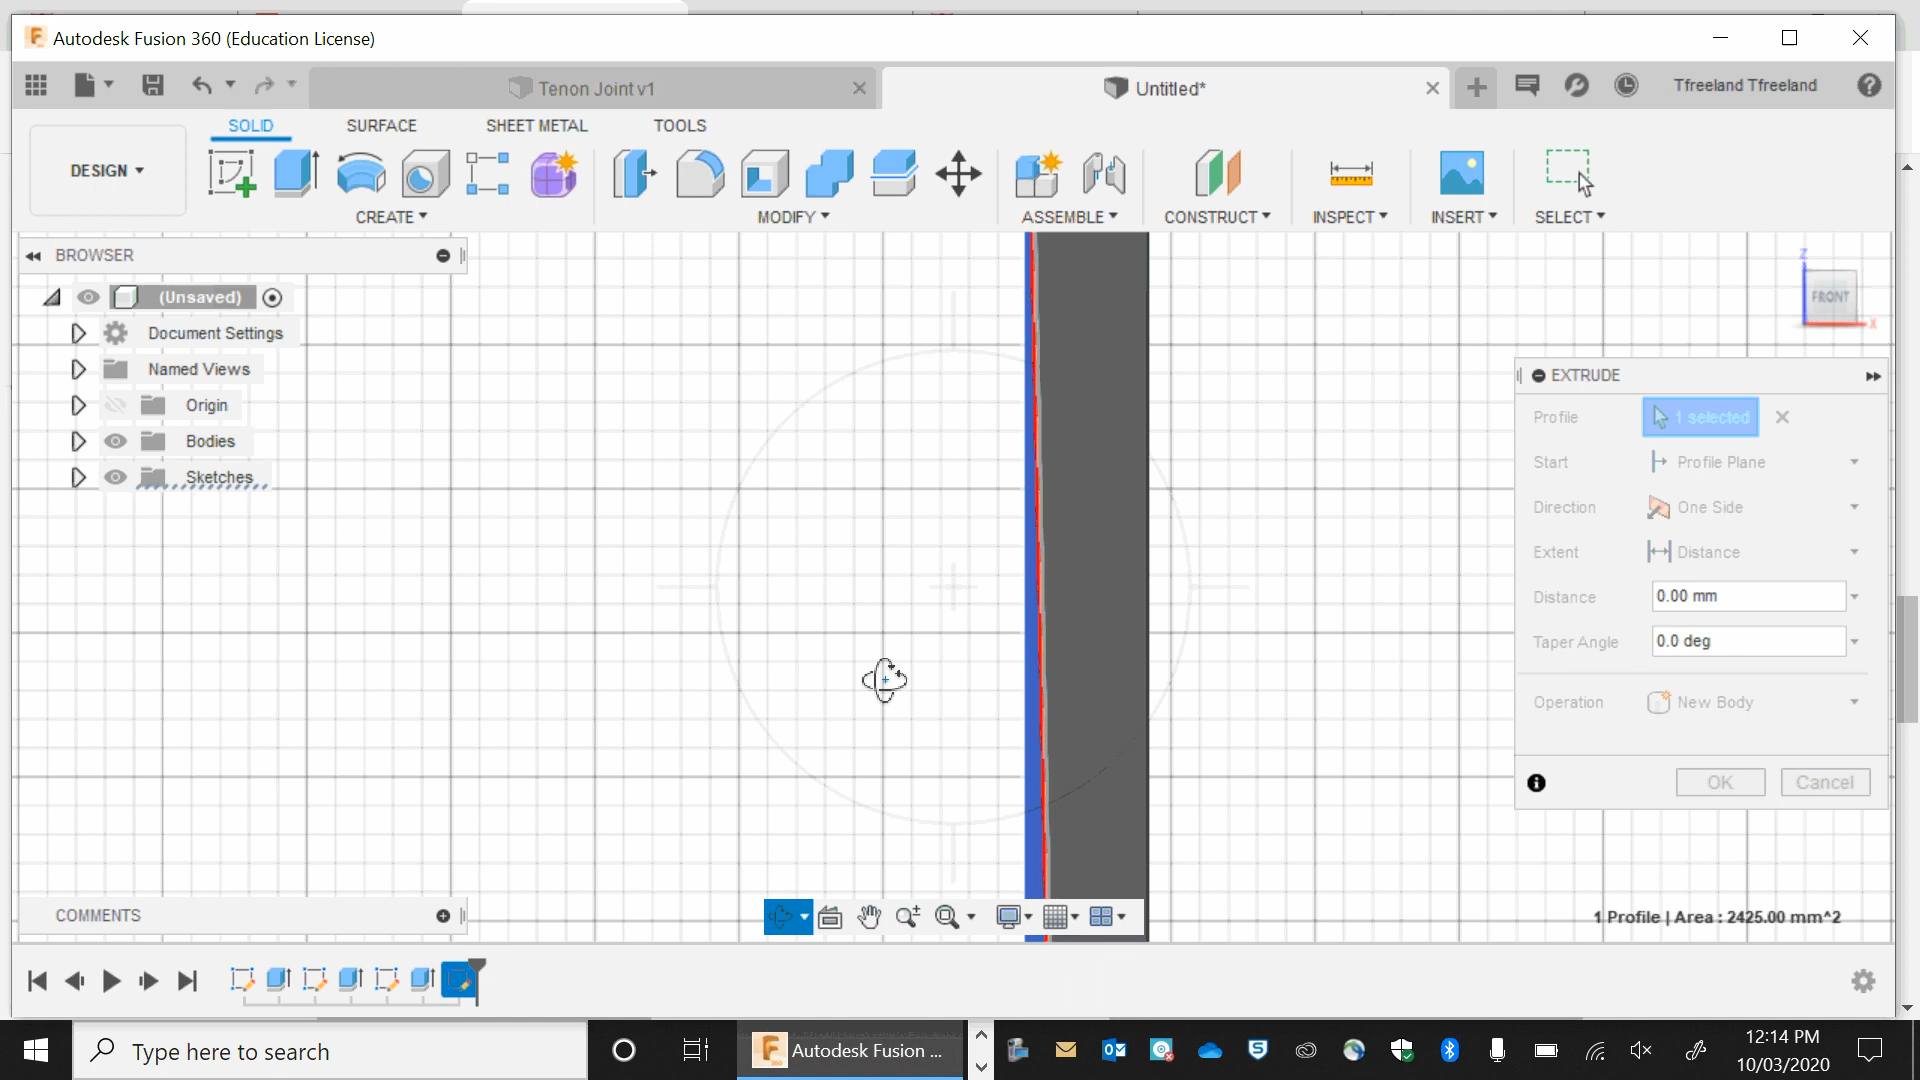 Autodesk Fusion 360 (Education License)
Tenon Joint v1
Untitled*
Tfreeland Tfreeland
SOLID SURFACE SHEET METAL TOOLS
DESIGN
CREATE MODIFY ASSEMBLE CONSTRUCT INSPECT INSERT SELECT
BROWSER
(Unsaved)
Document Settings
Named Views
Origin
Bodies
Sketches
Z
FRONT
X
EXTRUDE
Profile 1 selected
Start Profile Plane
Direction One Side
Extent Distance
Distance 0.00 mm
Taper Angle 0.0 deg
Operation New Body
OK Cancel
COMMENTS
1 Profile | Area : 2425.00 mm^2
Type here to search
Autodesk Fusion ...
12:14 PM
10/03/2020